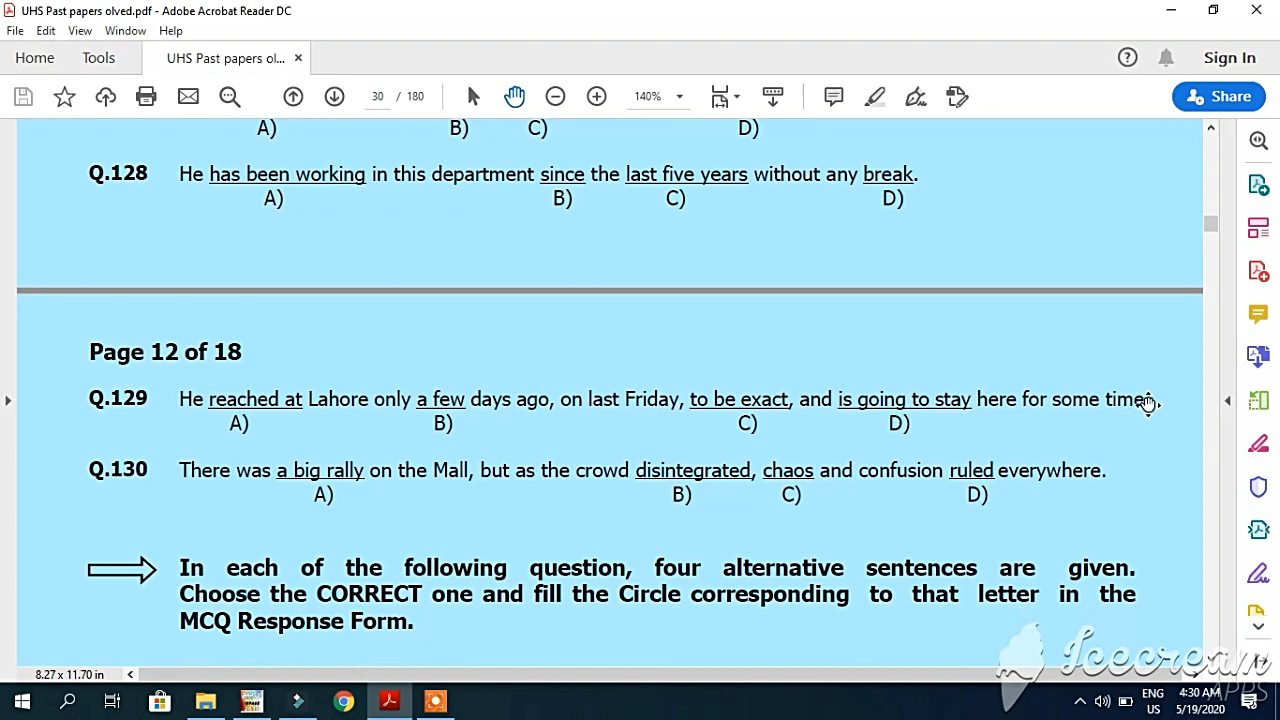 UHS Past papers olved.pdf - Adobe Acrobat Reader DC
File Edit View Window Help
Home Tools UHS Past papers ol... Sign In
30 / 180 140% Share
A) B) C) D)
Q.128 He has been working in this department since the last five years without any break.
A) B) C) D)
Page 12 of 18
Q.129 He reached at Lahore only a few days ago, on last Friday, to be exact, and is going to stay here for some time
A) B) C) D)
Q.130 There was a big rally on the Mall, but as the crowd disintegrated, chaos and confusion ruled everywhere.
A) B) C) D)
In each of the following question, four alternative sentences are given.
Choose the CORRECT one and fill the Circle corresponding to that letter in the
MCQ Response Form.
Icecream
APPS
8.27 x 11.70 in
ENG 4:30 AM
US 5/19/2020